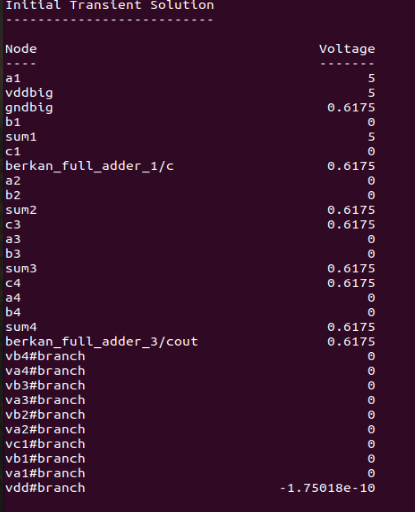 Initial Transient Solution
--------------------------
Node Voltage
---- -------
a1 5
vddbig 5
gndbig 0.6175
b1 0
sum1 5
c1 0
berkan_full_adder_1/c 0.6175
a2 0
b2 0
sum2 0.6175
c3 0.6175
a3 0
b3 0
sum3 0.6175
c4 0.6175
a4 0
b4 0
sum4 0.6175
berkan_full_adder_3/cout 0.6175
vb4#branch 0
va4#branch 0
vb3#branch 0
va3#branch 0
vb2#branch 0
va2#branch 0
vc1#branch 0
vb1#branch 0
va1#branch 0
vdd#branch -1.75018e-10